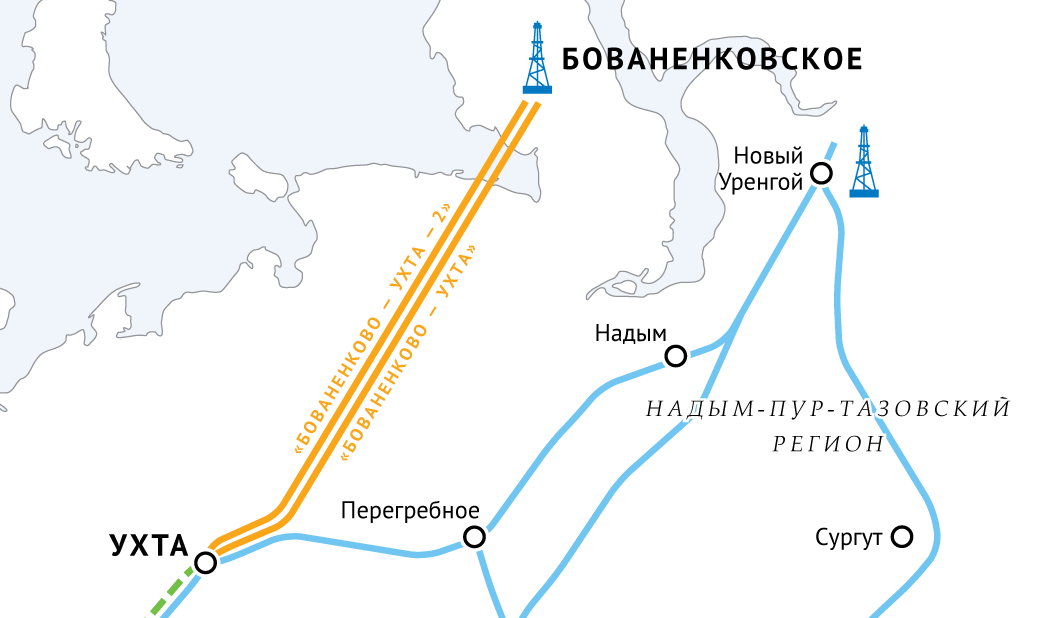 БОВАНЕНКОВСКОЕ
Новый
Уренгой
«БОВАНЕНКОВО – УХТА – 2»
«БОВАНЕНКОВО – УХТА»
Надым
НАДЫМ-ПУР-ТАЗОВСКИЙ
РЕГИОН
Перегребное
УХТА
Сургут